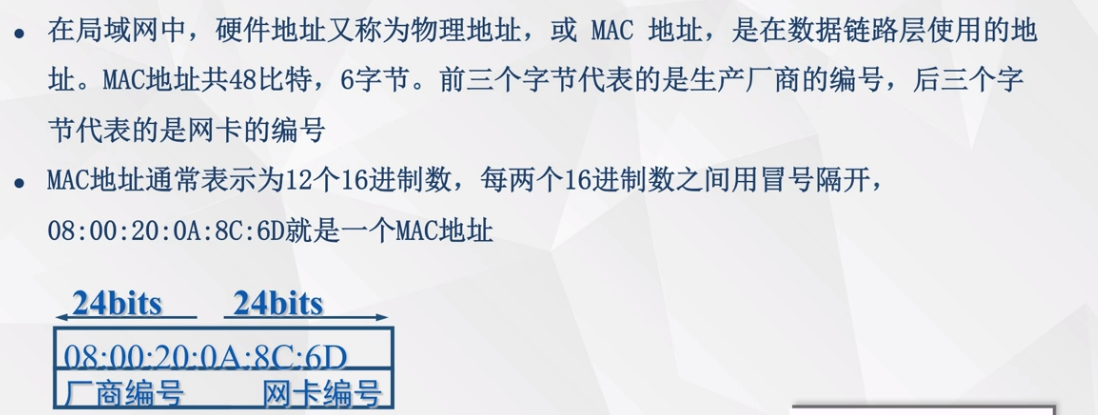 • 在局域网中，硬件地址又称为物理地址，或 MAC 地址，是在数据链路层使用的地
址。MAC地址共48比特，6字节。前三个字节代表的是生产厂商的编号，后三个字
节代表的是网卡的编号
• MAC地址通常表示为12个16进制数，每两个16进制数之间用冒号隔开，
08:00:20:0A:8C:6D就是一个MAC地址
24bits 24bits
08:00:20:0A:8C:6D
厂商编号 网卡编号